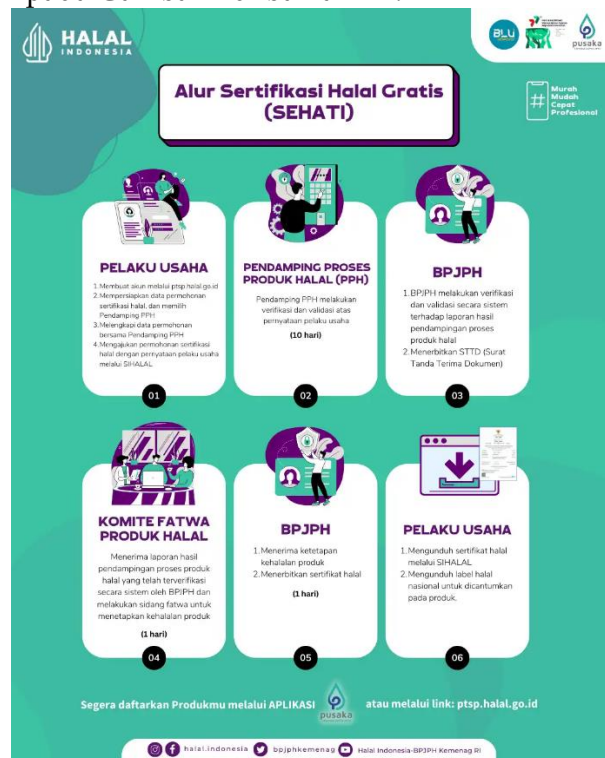 HALAL
INDONESIA
BLU
pusaka
Alur Sertifikasi Halal Gratis
(SEHATI)
#
Murah
Mudah
Cepat
Profesional
PELAKU USAHA
1. Membuat akun melalui ptsp.halal.go.id
2. Mempersiapkan data permohonan
sertifikasi halal, dan memilih
Pendamping PPH
3. Melengkapi data permohonan
bersama Pendamping PPH
4. Mengajukan permohonan sertifikasi
halal dengan pernyataan pelaku usaha
melalui SIHALAL
01
PENDAMPING PROSES
PRODUK HALAL (PPH)
Pendamping PPH melakukan
verifikasi dan validasi atas
pernyataan pelaku usaha
(10 hari)
02
BPJPH
1. BPJPH melakukan verifikasi
dan validasi secara sistem
terhadap laporan hasil
pendampingan proses
produk halal
2. Menerbitkan STTD (Surat
Tanda Terima Dokumen)
03
KOMITE FATWA
PRODUK HALAL
Menerima laporan hasil
pendampingan proses produk
halal yang telah terverifikasi
secara sistem oleh BPJPH dan
melakukan sidang fatwa untuk
menetapkan kehalalan produk
(1 hari)
04
BPJPH
1. Menerima ketetapan
kehalalan produk
2. Menerbitkan sertifikat halal
(1 hari)
05
PELAKU USAHA
1. Mengunduh sertifikat halal
melalui SIHALAL
2. Mengunduh label halal
nasional untuk dicantumkan
pada produk.
06
Segera daftarkan Produkmu melalui APLIKASI pusaka atau melalui link: ptsp.halal.go.id
halal.indonesia bpjphkemenag Halal Indonesia-BPJPH Kemenag RI